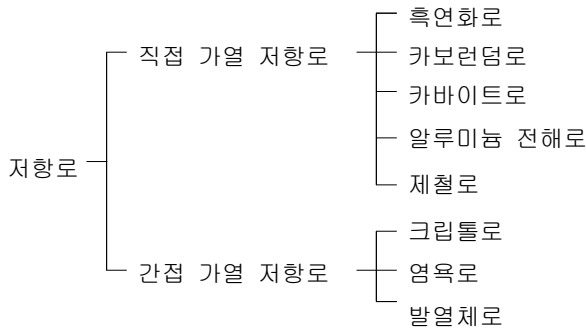 흑연화로
직접 가열 저항로
카보런덤로
카바이트로
알루미늄 전해로
저항로
제철로
크립톨로
간접 가열 저항로
염욕로
발열체로